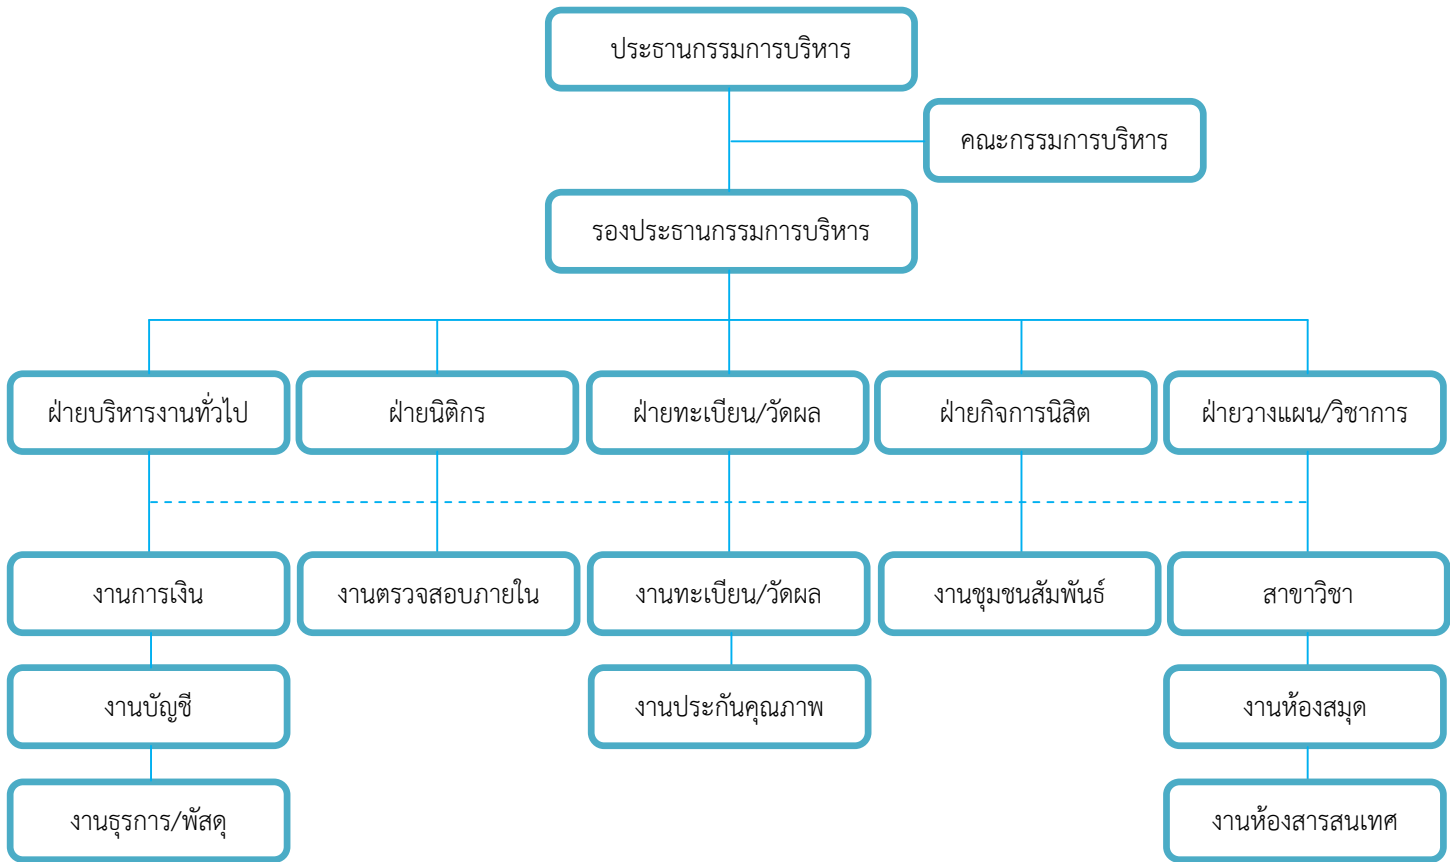 ประธานกรรมการบริหาร
คณะกรรมการบริหาร
รองประธานกรรมการบริหาร
ฝ่ายบริหารงานทั่วไป
ฝ่ายนิติกร
ฝ่ายทะเบียน/วัดผล
ฝ่ายกิจการนิสิต
ฝ่ายวางแผน/วิชาการ
งานการเงิน
งานตรวจสอบภายใน
งานทะเบียน/วัดผล
งานชุมชนสัมพันธ์
สาขาวิชา
งานบัญชี
งานประกันคุณภาพ
งานห้องสมุด
งานธุรการ/พัสดุ
งานห้องสารสนเทศ